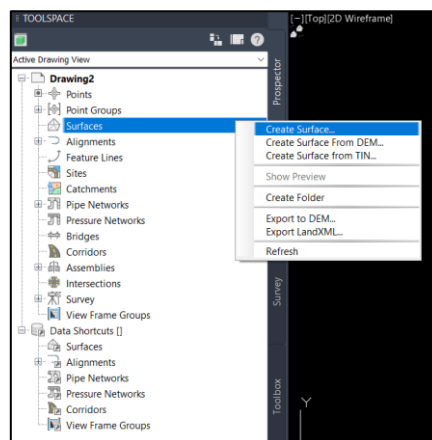 TOOLSPACE
[−][Top][2D Wireframe]
Active Drawing View
Prospector
Drawing2
Points
Point Groups
Surfaces
Alignments
Feature Lines
Sites
Catchments
Pipe Networks
Pressure Networks
Bridges
Corridors
Assemblies
Intersections
Survey
View Frame Groups
Data Shortcuts []
Surfaces
Alignments
Pipe Networks
Pressure Networks
Corridors
View Frame Groups
Create Surface...
Create Surface From DEM...
Create Surface from TIN...
Show Preview
Create Folder
Export to DEM...
Export LandXML...
Refresh
Survey
Toolbox
Y